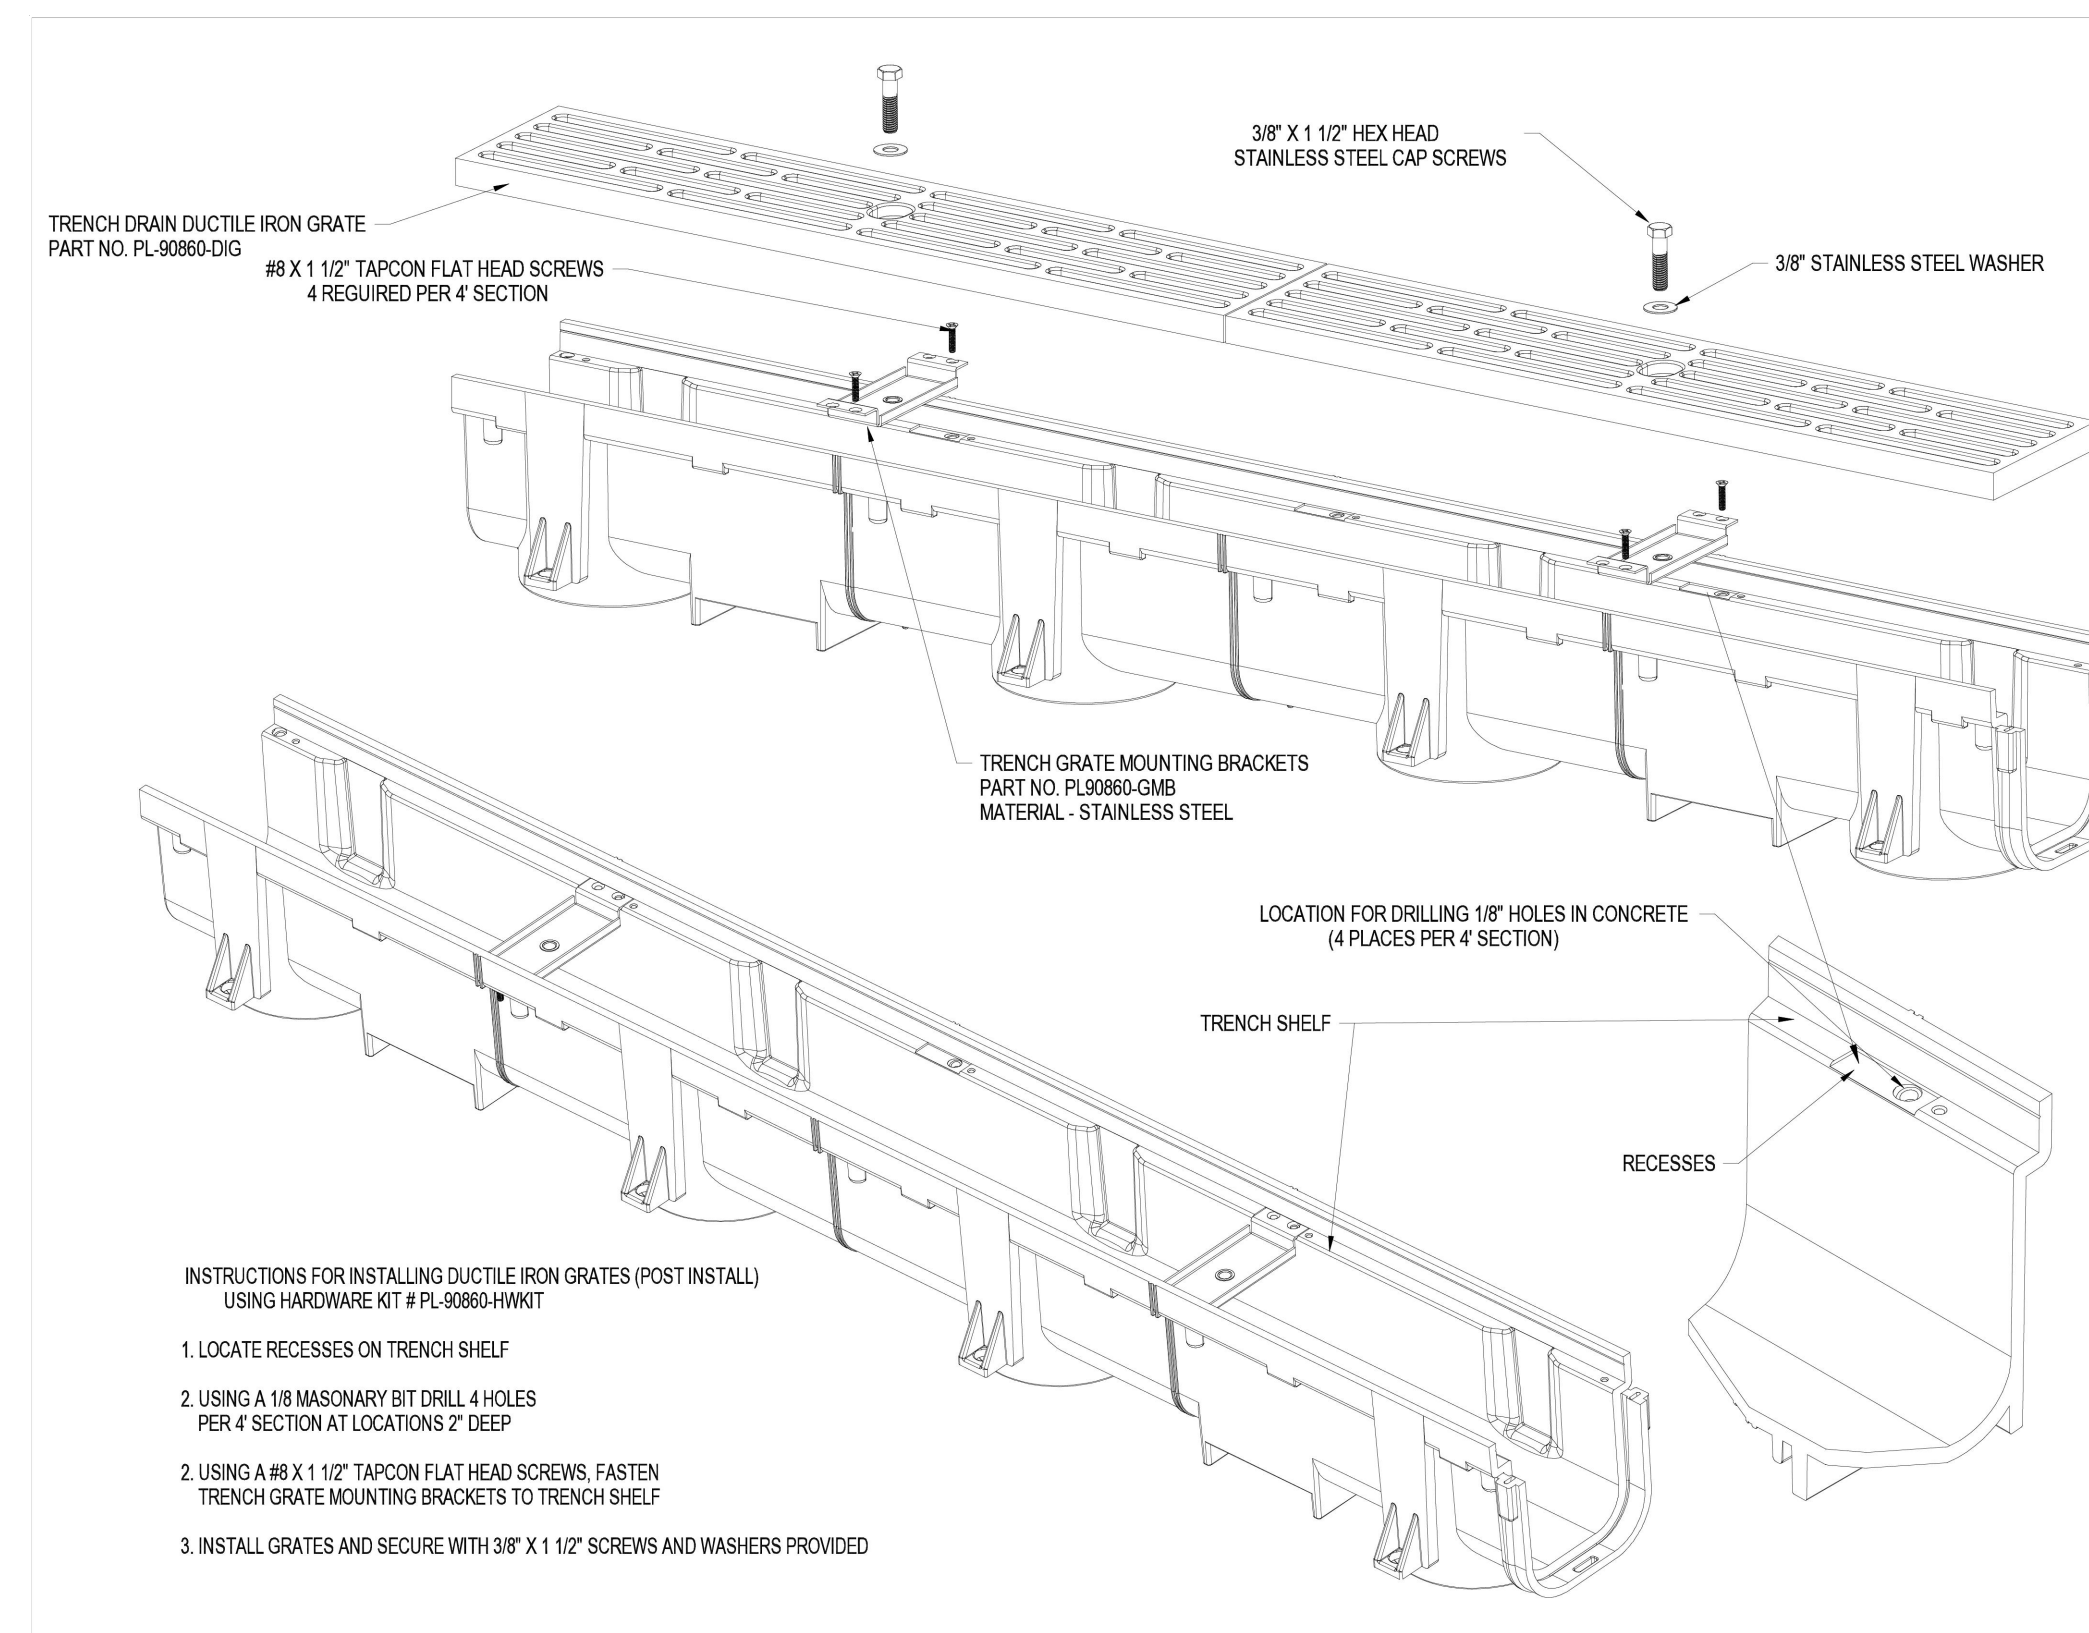 3/8" X 1 1/2" HEX HEAD
STAINLESS STEEL CAP SCREWS
TRENCH DRAIN DUCTILE IRON GRATE
PART NO. PL-90860-DIG
#8 X 1 1/2" TAPCON FLAT HEAD SCREWS
4 REGUIRED PER 4' SECTION
3/8" STAINLESS STEEL WASHER
TRENCH GRATE MOUNTING BRACKETS
PART NO. PL90860-GMB
MATERIAL - STAINLESS STEEL
LOCATION FOR DRILLING 1/8" HOLES IN CONCRETE
(4 PLACES PER 4' SECTION)
TRENCH SHELF
RECESSES
INSTRUCTIONS FOR INSTALLING DUCTILE IRON GRATES (POST INSTALL)
USING HARDWARE KIT # PL-90860-HWKIT
1. LOCATE RECESSES ON TRENCH SHELF
2. USING A 1/8 MASONARY BIT DRILL 4 HOLES
PER 4' SECTION AT LOCATIONS 2" DEEP
2. USING A #8 X 1 1/2" TAPCON FLAT HEAD SCREWS, FASTEN
TRENCH GRATE MOUNTING BRACKETS TO TRENCH SHELF
3. INSTALL GRATES AND SECURE WITH 3/8" X 1 1/2" SCREWS AND WASHERS PROVIDED